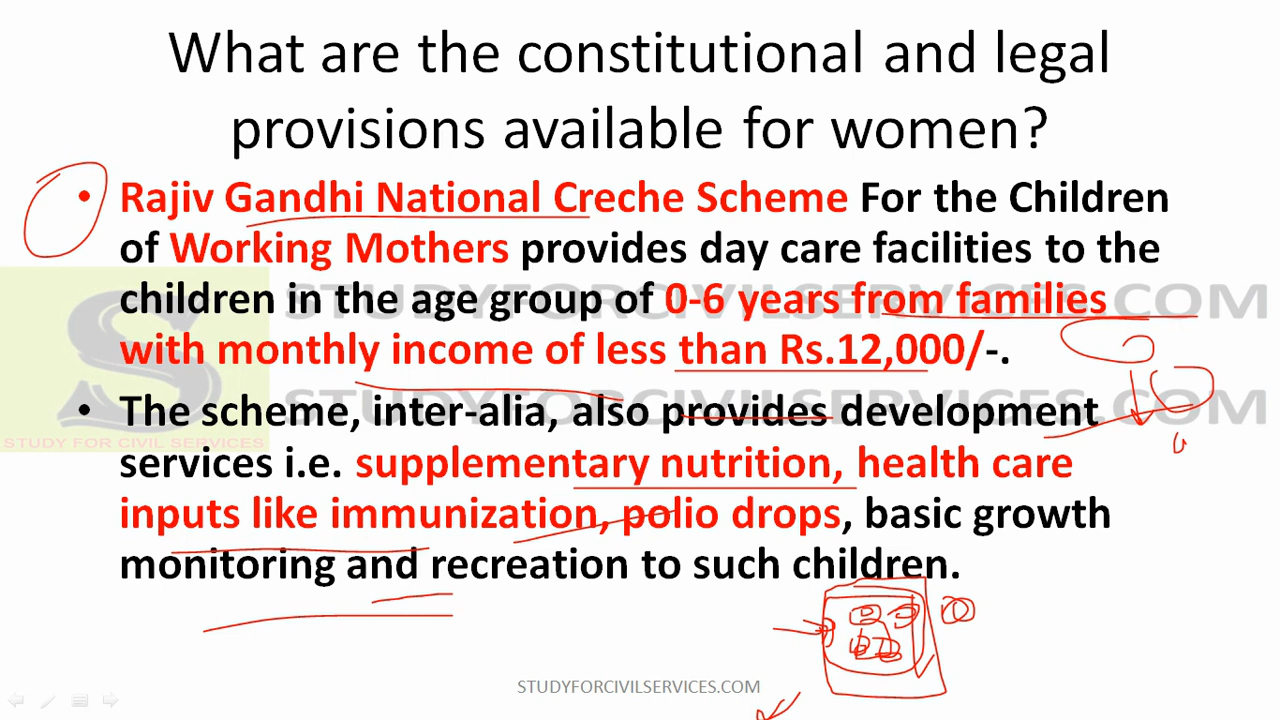 What are the constitutional and legal
provisions available for women?
• Rajiv Gandhi National Creche Scheme For the Children
of Working Mothers provides day care facilities to the
children in the age group of 0-6 years from families
with monthly income of less than Rs.12,000/-.
• The scheme, inter-alia, also provides development
services i.e. supplementary nutrition, health care
inputs like immunization, polio drops, basic growth
monitoring and recreation to such children.
S
STUDY FOR CIVIL SERVICES
STUDYFORCIVILSERVICES.COM
STUDYFORCIVILSERVICES.COM
STUDYFORCIVILSERVICES.COM